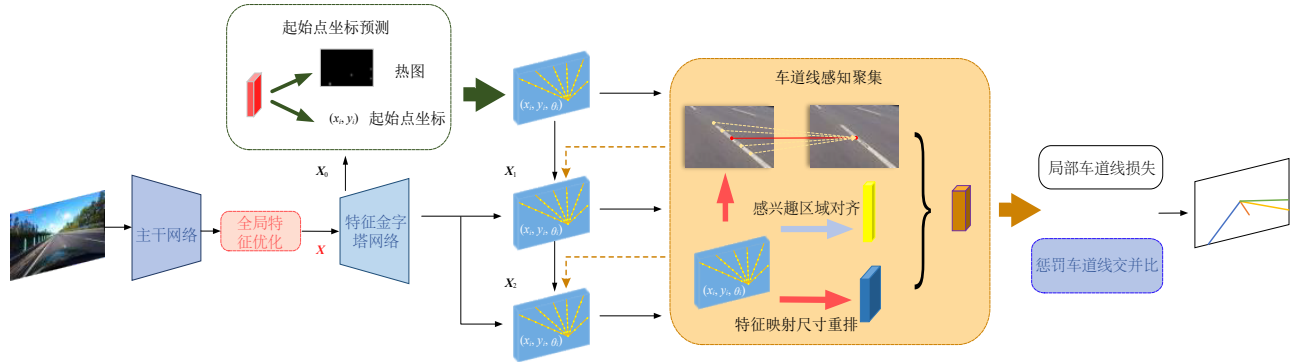 起始点坐标预测
热图
(xᵢ, yᵢ) 起始点坐标
(xᵢ, yᵢ, θᵢ)
车道线感知聚集
X₀
X₁
主干网络
全局特
征优化
X
特征金字
塔网络
(xᵢ, yᵢ, θᵢ)
感兴趣区域对齐
局部车道线损失
惩罚车道线交并比
X₂
(xᵢ, yᵢ, θᵢ)
(xᵢ, yᵢ, θᵢ)
特征映射尺寸重排